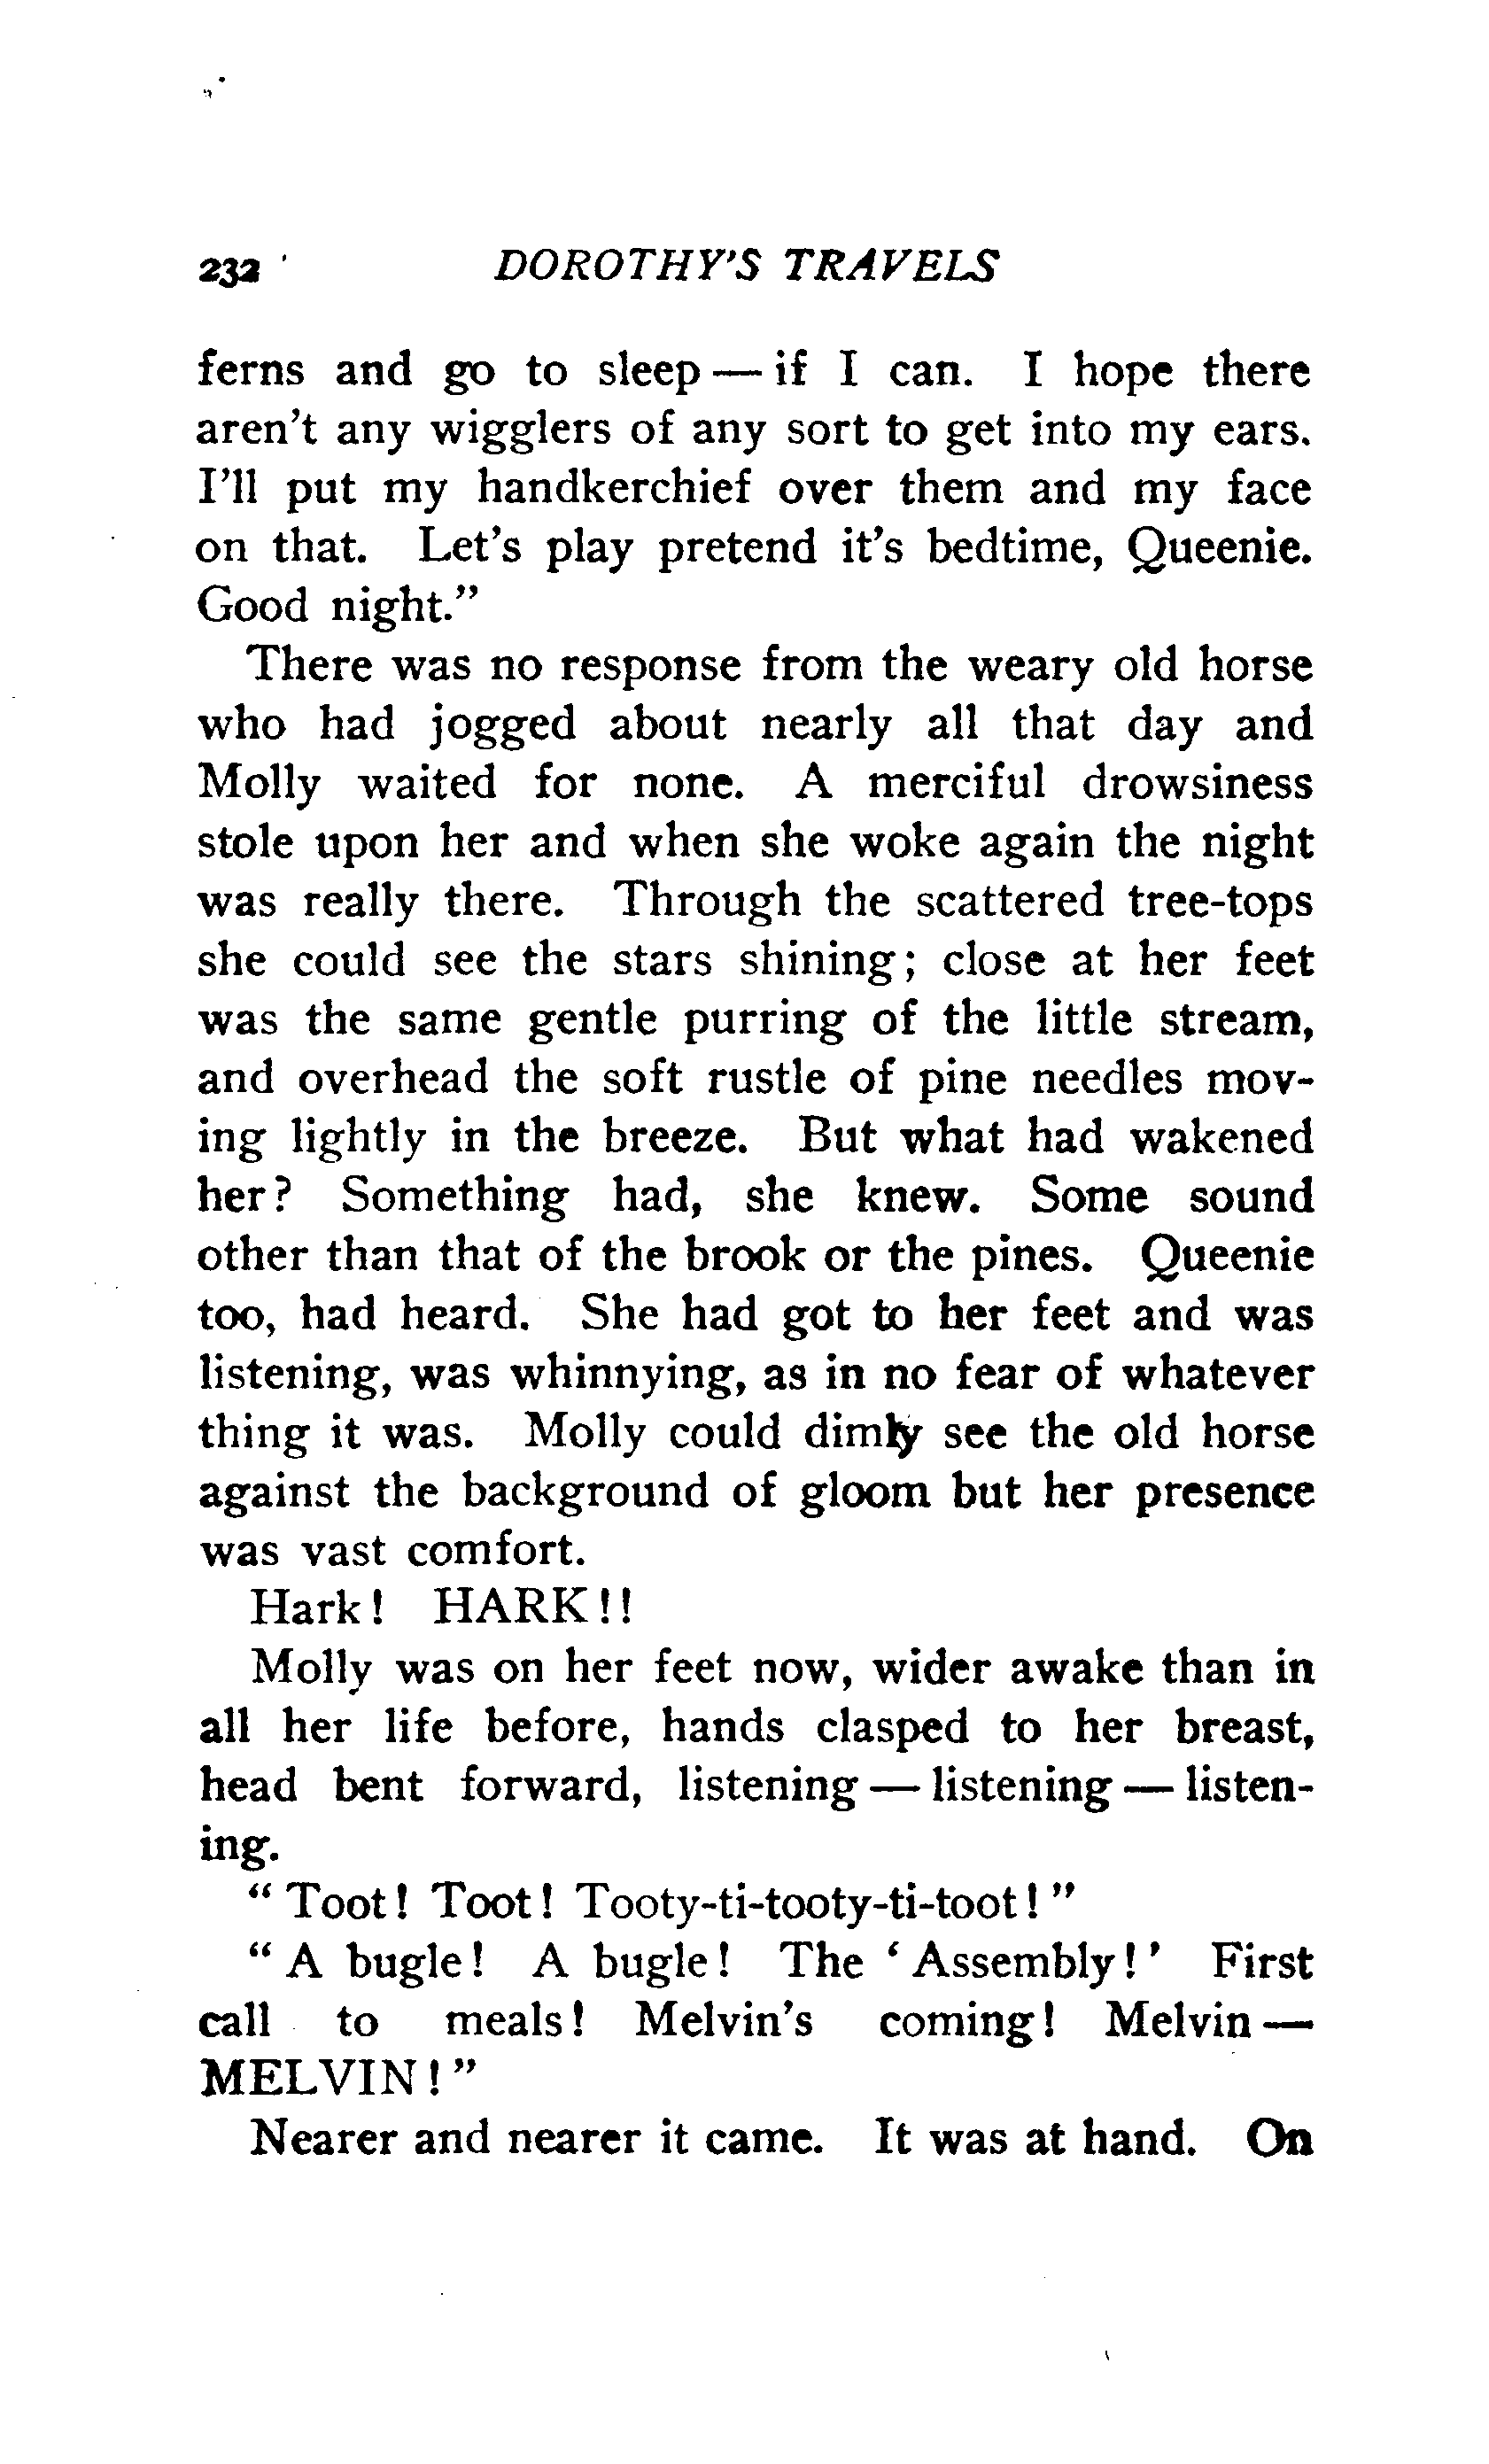 232 DOROTHY'S TRAVELS
ferns and go to sleep — if I can. I hope there
aren't any wigglers of any sort to get into my ears.
I'll put my handkerchief over them and my face
on that. Let's play pretend it's bedtime, Queenie.
Good night."
There was no response from the weary old horse
who had jogged about nearly all that day and
Molly waited for none. A merciful drowsiness
stole upon her and when she woke again the night
was really there. Through the scattered tree-tops
she could see the stars shining; close at her feet
was the same gentle purring of the little stream,
and overhead the soft rustle of pine needles mov-
ing lightly in the breeze. But what had wakened
her? Something had, she knew. Some sound
other than that of the brook or the pines. Queenie
too, had heard. She had got to her feet and was
listening, was whinnying, as in no fear of whatever
thing it was. Molly could dimly see the old horse
against the background of gloom but her presence
was vast comfort.
Hark! HARK!!
Molly was on her feet now, wider awake than in
all her life before, hands clasped to her breast,
head bent forward, listening — listening — listen-
ing.
"Toot! Toot! Tooty-ti-tooty-ti-toot!"
"A bugle! A bugle! The 'Assembly!' First
call to meals! Melvin's coming! Melvin —
MELVIN!"
Nearer and nearer it came. It was at hand. On